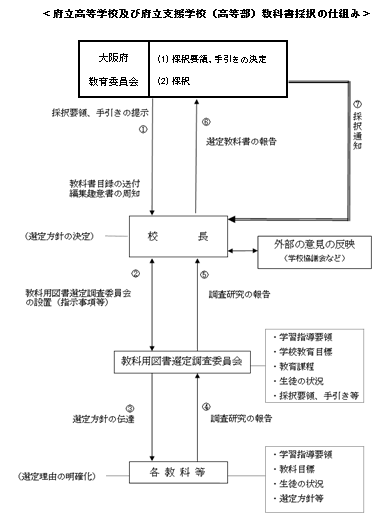 ＜府立高等学校及び府立支援学校（高等部）教科書採択の仕組み＞
大阪府
教育委員会
(1) 採択要領、手引きの決定
(2) 採択
採択要領、手引きの提示
①
⑥
選定教科書の報告
⑦
採択通知
教科書目録の送付
編集趣意書の周知
（選定方針の決定）
校　長
外部の意見の反映
（学校協議会など）
②
教科用図書選定調査委員会
の設置（指示事項等）
⑤
調査研究の報告
教科用図書選定調査委員会
・学習指導要領
・学校教育目標
・教育課程
・生徒の状況
・採択要領、手引き等
③
選定方針の伝達
④
調査研究の報告
（選定理由の明確化）
各教科等
・学習指導要領
・教科目標
・生徒の状況
・選定方針等